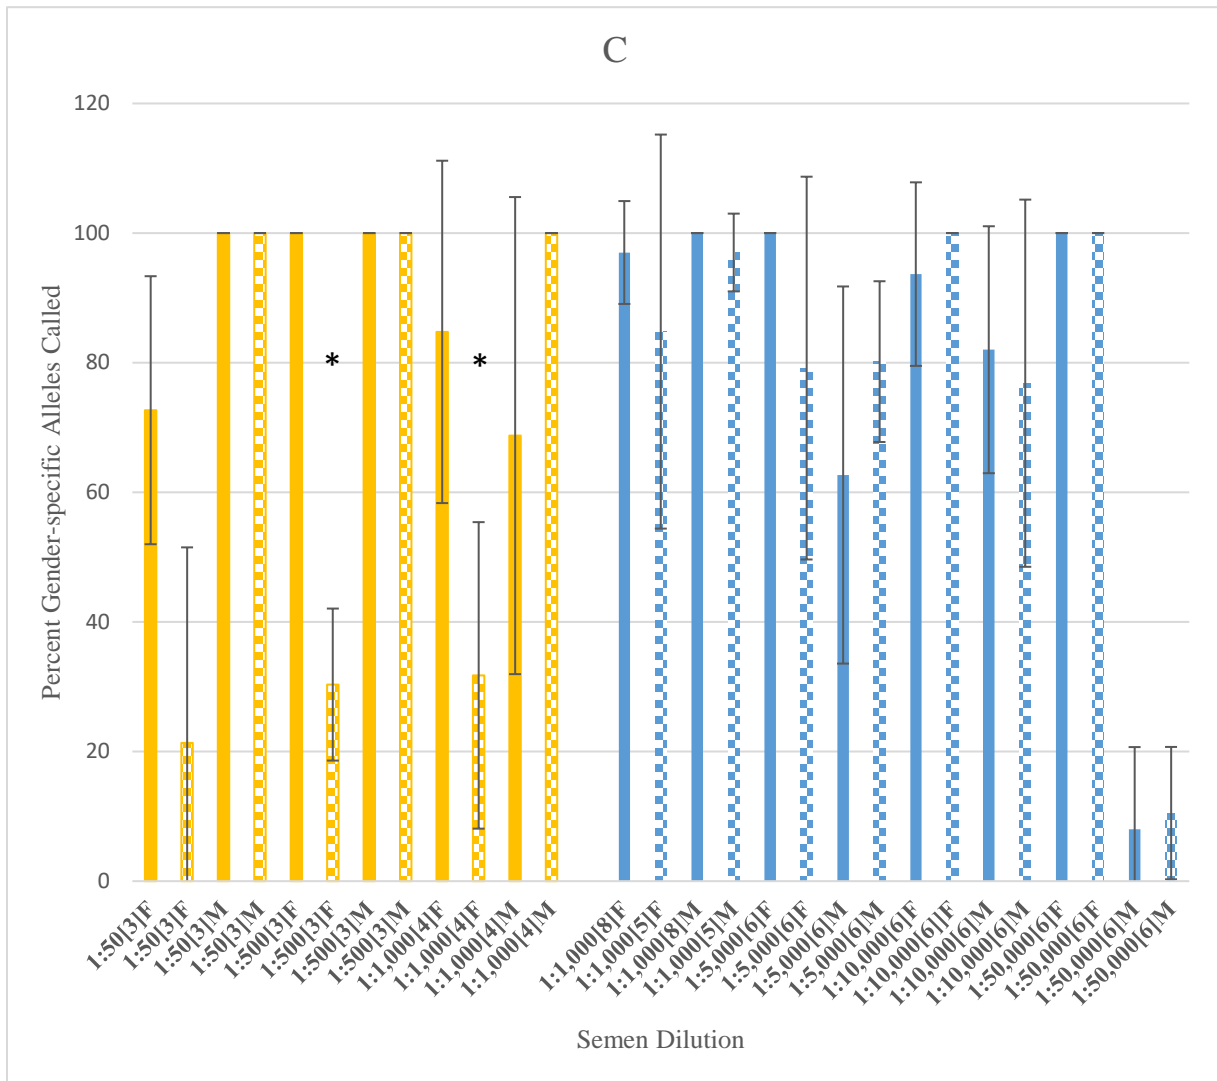 C
120
100
80
60
40
20
0
Percent Gender-specific Alleles Called
*
*
1:50[3]F
1:50[3]F
1:50[3]M
1:50[3]M
1:500[3]F
1:500[3]F
1:500[3]M
1:500[3]M
1:1,000[4]F
1:1,000[4]F
1:1,000[4]M
1:1,000[4]M
1:1,000[8]F
1:1,000[5]F
1:1,000[8]M
1:1,000[5]M
1:5,000[6]F
1:5,000[6]F
1:5,000[6]M
1:5,000[6]M
1:10,000[6]F
1:10,000[6]F
1:10,000[6]M
1:10,000[6]M
1:50,000[6]F
1:50,000[6]F
1:50,000[6]M
1:50,000[6]M
Semen Dilution